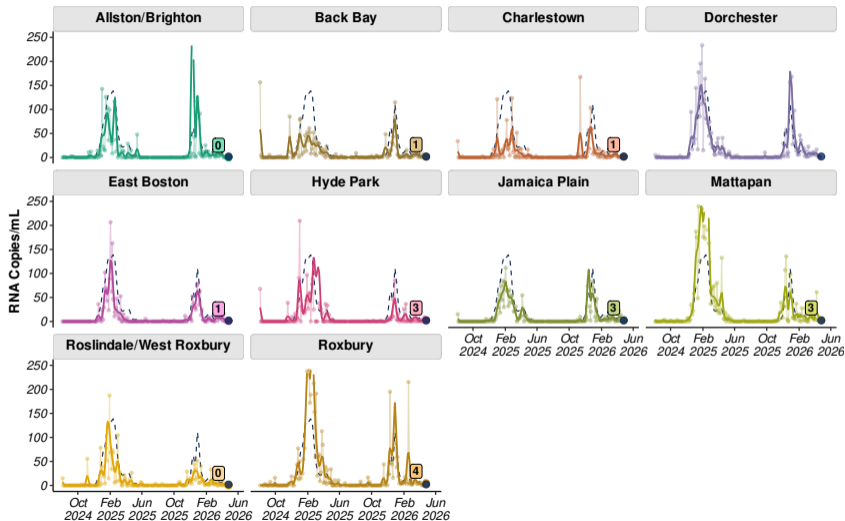 Allston/Brighton Back Bay Charlestown Dorchester
250
200
150
100
50
0
0 1 1
East Boston Hyde Park Jamaica Plain Mattapan
250
200
150
100
50
0
1 3 3 3
RNA Copies/mL
Oct 2024 Feb 2025 Jun 2025 Oct 2025 Feb 2026 Jun 2026
Oct 2024 Feb 2025 Jun 2025 Oct 2025 Feb 2026 Jun 2026
Roslindale/West Roxbury Roxbury
250
200
150
100
50
0
0 4
Oct 2024 Feb 2025 Jun 2025 Oct 2025 Feb 2026 Jun 2026
Oct 2024 Feb 2025 Jun 2025 Oct 2025 Feb 2026 Jun 2026